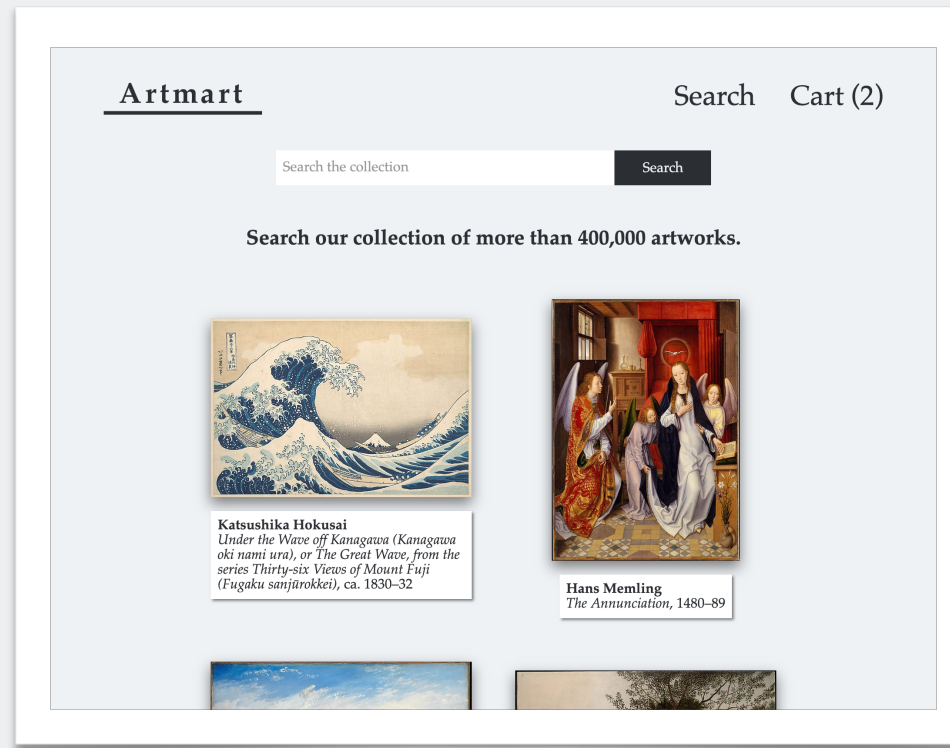 Artmart
Search Cart (2)
Search the collection
Search
Search our collection of more than 400,000 artworks.
Katsushika Hokusai
Under the Wave off Kanagawa (Kanagawa
oki nami ura), or The Great Wave, from the
series Thirty-six Views of Mount Fuji
(Fugaku sanjūrokkei), ca. 1830–32
Hans Memling
The Annunciation, 1480–89